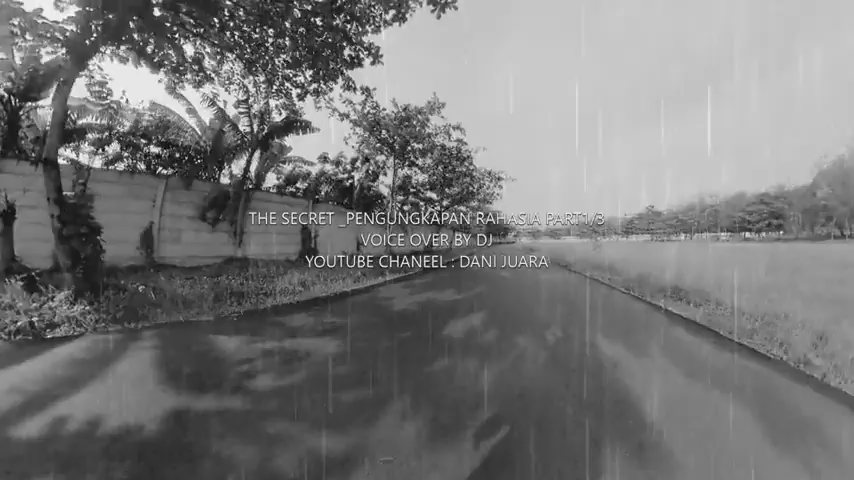 THE SECRET _PENGUNGKAPAN RAHASIA PART1/3
VOICE OVER BY DJ
YOUTUBE CHANEEL : DANI JUARA